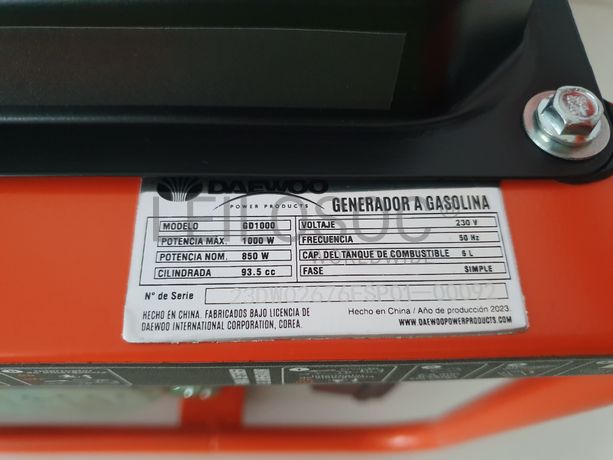 DAEWOO
POWER PRODUCTS
GENERADOR A GASOLINA
LEILOSOC®
WORLDWIDE
MODELO GD1000
POTENCIA MÁX. 1000 W
POTENCIA NOM. 850 W
CILINDRADA 93.5 cc
VOLTAJE 230 V
FRECUENCIA 50 Hz
CAP. DEL TANQUE DE COMBUSTIBLE 6 L
FASE SIMPLE
N° de Serie
HECHO EN CHINA. FABRICADOS BAJO LICENCIA DE
DAEWOO INTERNATIONAL CORPORATION, COREA.
Hecho en China / Año de producción 2023.
WWW.DAEWOOPOWERPRODUCTS.COM